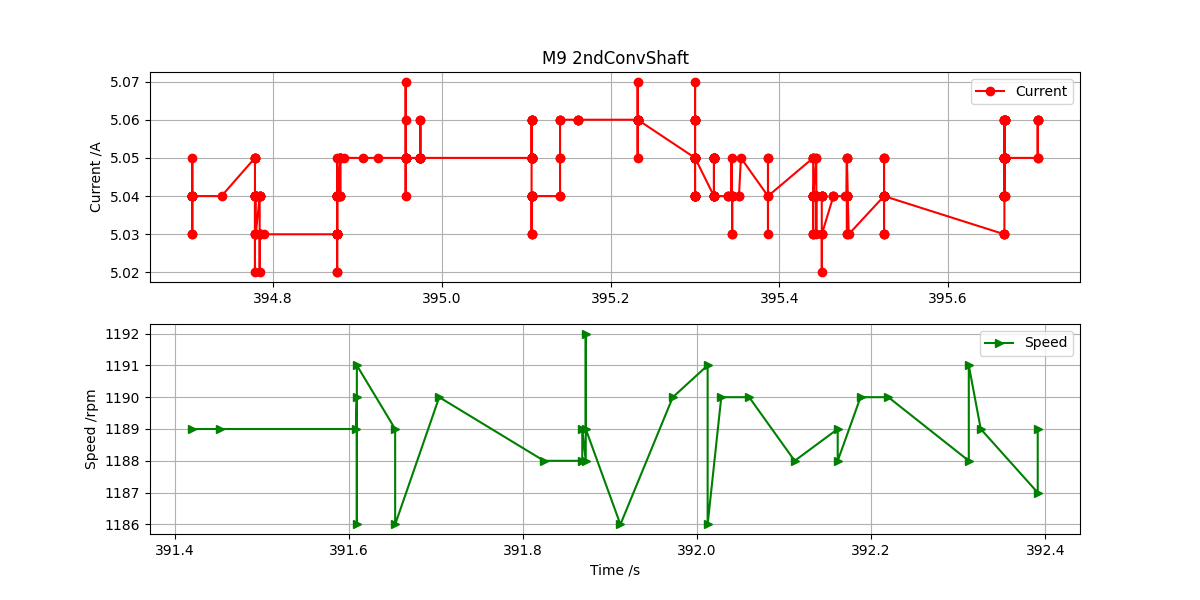 M9 2ndConvShaft
5.07
5.06
5.05
5.04
5.03
5.02
Current /A
Current
394.8 395.0 395.2 395.4 395.6
1192
1191
1190
1189
1188
1187
1186
Speed /rpm
Speed
391.4 391.6 391.8 392.0 392.2 392.4
Time /s